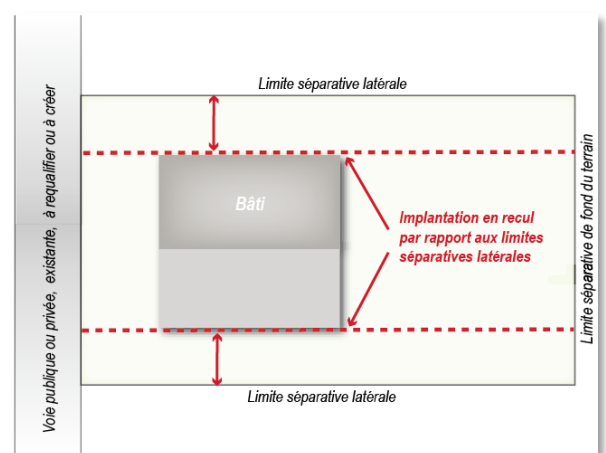 Limite séparative latérale
Voie publique ou privée, existante, à requalifier ou à créer
Bâti
Implantation en recul
par rapport aux limites
séparatives latérales
Limite séparative de fond du terrain
Limite séparative latérale